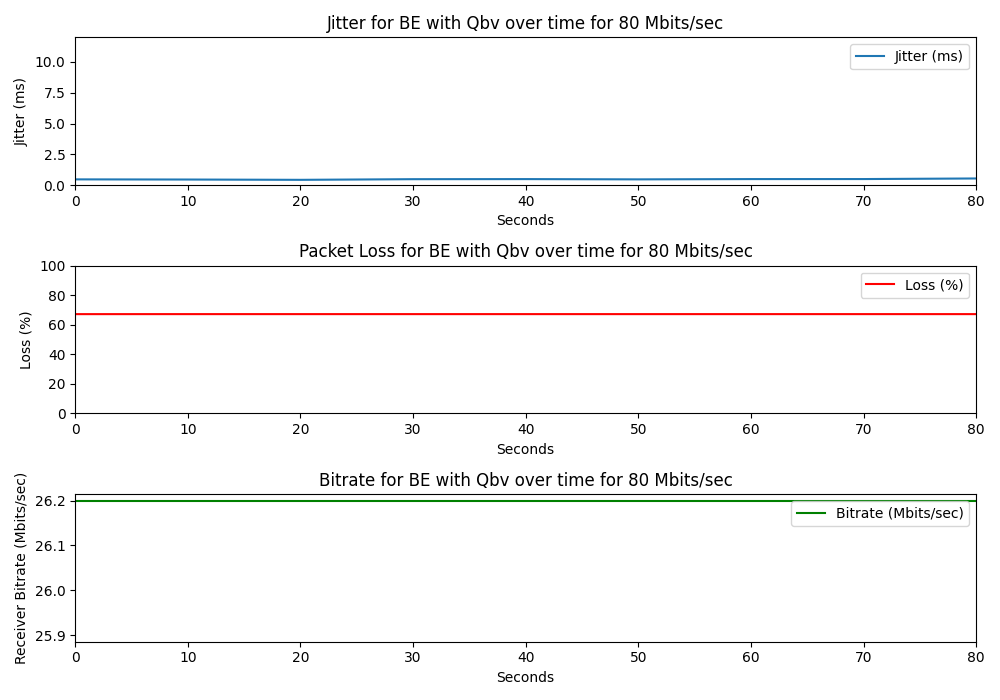 Jitter for BE with Qbv over time for 80 Mbits/sec
Jitter (ms)
10.0
7.5
5.0
2.5
0.0
Jitter (ms)
0 10 20 30 40 50 60 70 80
Seconds
Packet Loss for BE with Qbv over time for 80 Mbits/sec
Loss (%)
100
80
60
40
20
0
Loss (%)
0 10 20 30 40 50 60 70 80
Seconds
Bitrate for BE with Qbv over time for 80 Mbits/sec
Receiver Bitrate (Mbits/sec)
26.2
26.1
26.0
25.9
Bitrate (Mbits/sec)
0 10 20 30 40 50 60 70 80
Seconds